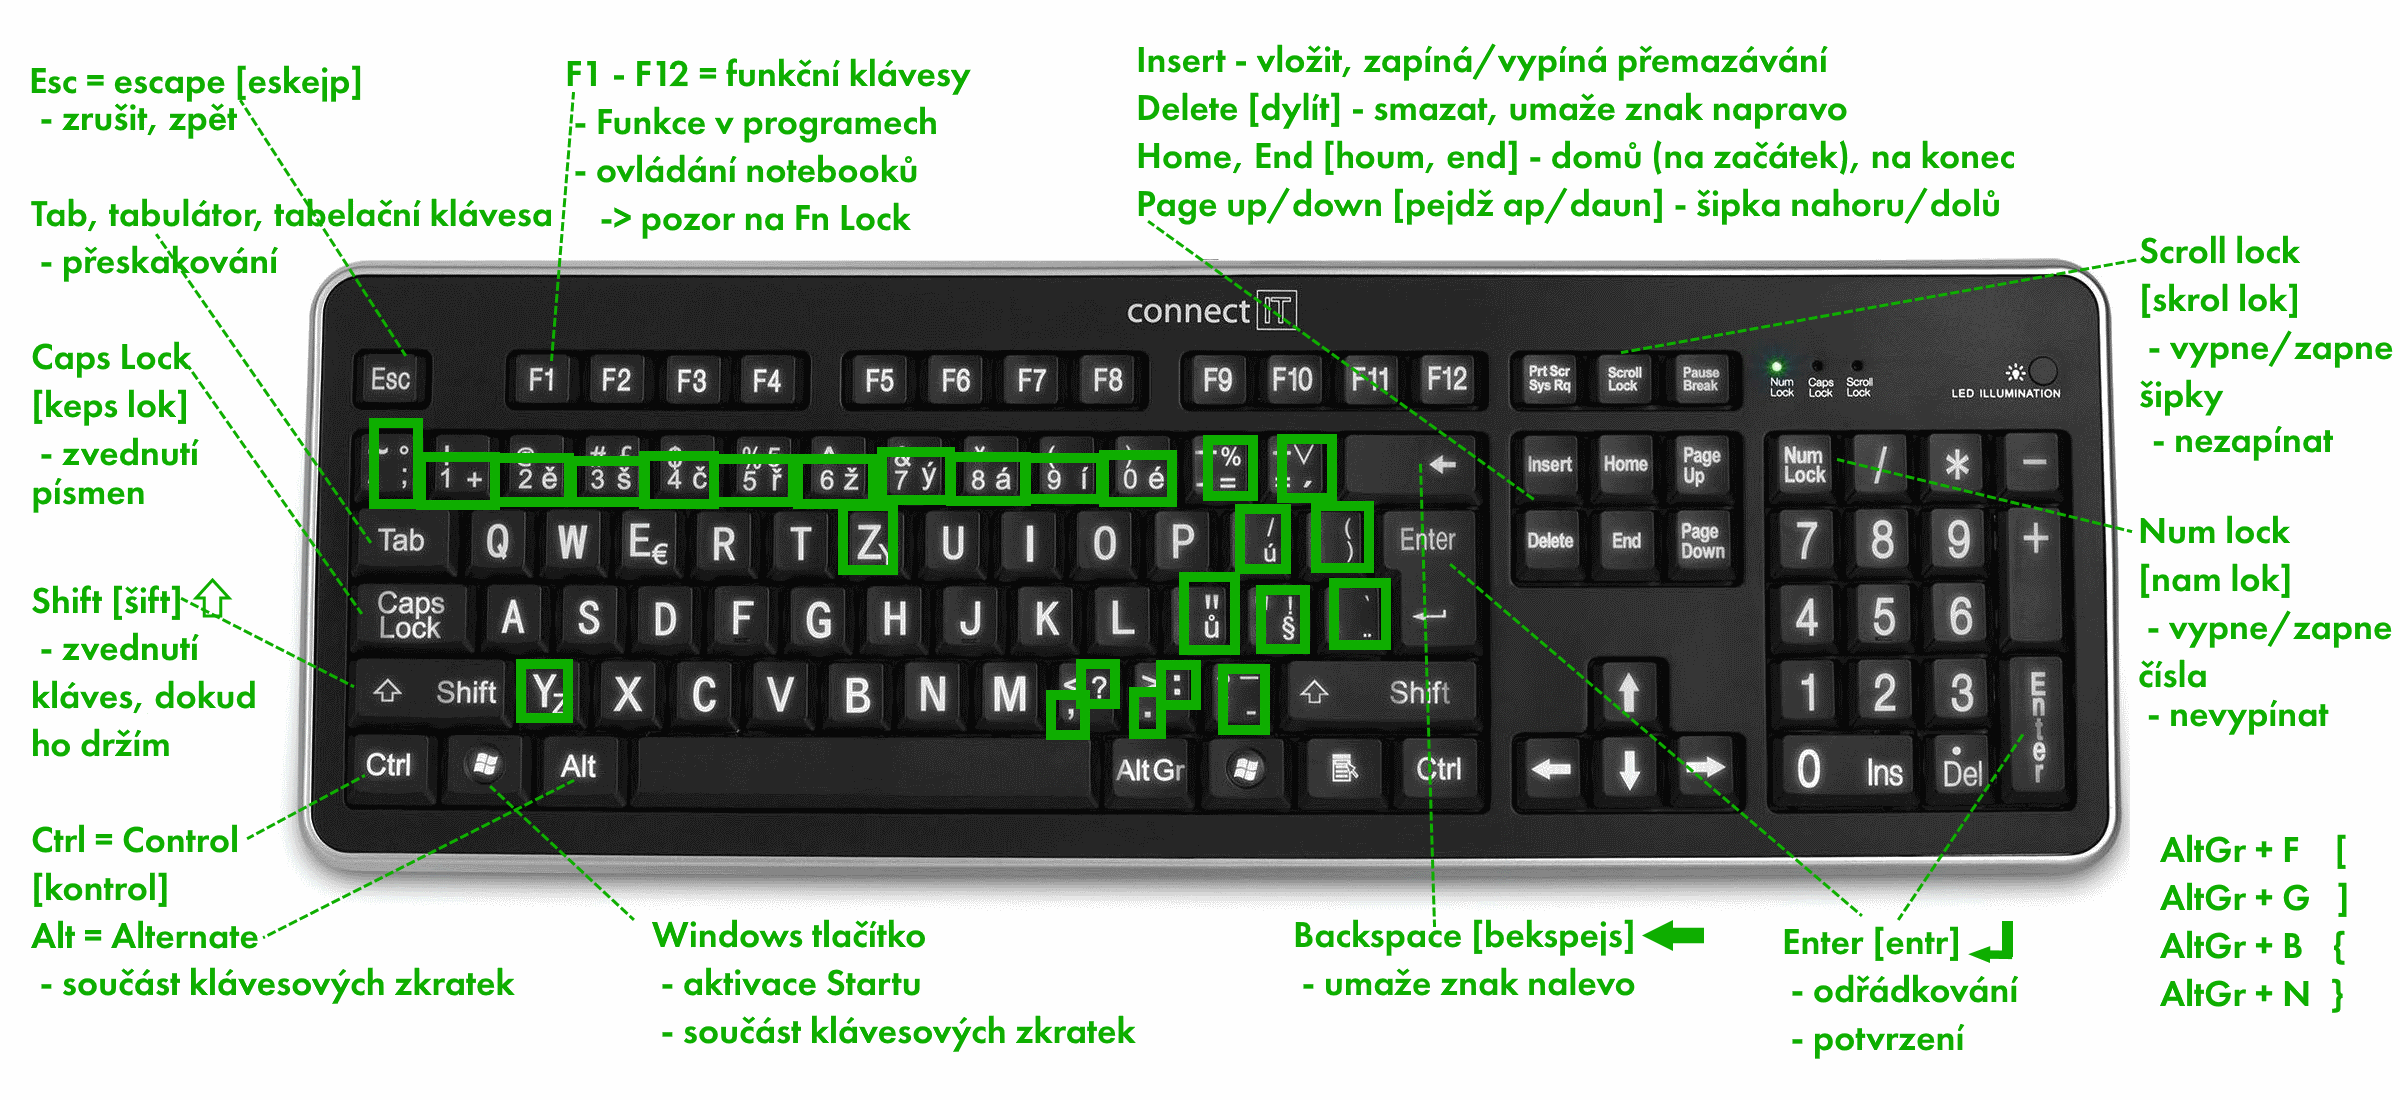 Esc = escape [eskejp]
- zrušit, zpět
F1 - F12 = funkční klávesy
- Funkce v programech
- ovládání notebooků
-> pozor na Fn Lock
Insert - vložit, zapíná/vypíná přemazávání
Delete [dylít] - smazat, umaže znak napravo
Home, End [houm, end] - domů (na začátek), na konec
Page up/down [pejdž ap/daun] - šipka nahoru/dolů
Tab, tabulátor, tabelační klávesa
- přeskakování
Caps Lock
[keps lok]
- zvednutí
písmen
Shift [šift]
- zvednutí
kláves, dokud
ho držím
Ctrl = Control
[kontrol]
Alt = Alternate
- součást klávesových zkratek
Scroll lock
[skrol lok]
- vypne/zapne
šipky
- nezapínat
Num lock
[nam lok]
- vypne/zapne
čísla
- nevypínat
connect IT
Esc F1 F2 F3 F4 F5 F6 F7 F8 F9 F10 F11 F12
Prt Scr
Sys Rq
Scroll
Lock
Pause
Break
Num
Lock
Caps
Lock
Scroll
Lock
LED ILLUMINATION
° ;
1 + 2 ě 3 š 4 č 5 ř 6 ž 7 ý 8 á 9 í 0 é % =
Insert Home Page
Up
Num
Lock / * −
Tab Q W E € R T Z Y U I O P / ú ( ) Enter
Delete End Page
Down
7 8 9 +
Caps
Lock A S D F G H J K L " ů ! §
4 5 6
Shift Y Z X C V B N M < ? , > : . - Shift
1 2 3 Enter
Ctrl Alt Alt Gr Ctrl
0 Ins Del
Windows tlačítko
- aktivace Startu
- součást klávesových zkratek
Backspace [bekspejs]
- umaže znak nalevo
Enter [entr]
- odřádkování
- potvrzení
AltGr + F [
AltGr + G ]
AltGr + B {
AltGr + N }